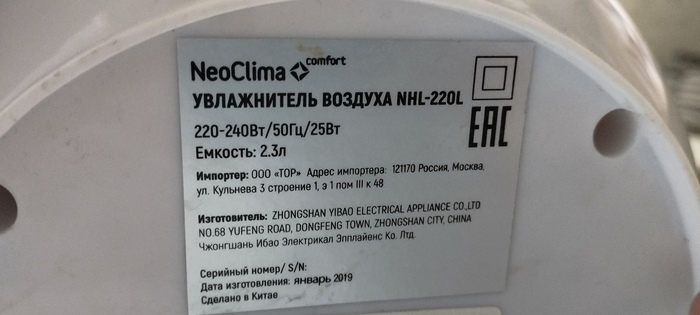 NeoClima comfort
УВЛАЖНИТЕЛЬ ВОЗДУХА NHL-220L
EAC
220-240Вт/50Гц/25Вт
Емкость: 2.3л
Импортер: ООО «ТОР» Адрес импортера: 121170 Россия, Москва,
ул. Кульнева 3 строение 1, э 1 пом III к 48
Изготовитель: ZHONGSHAN YIBAO ELECTRICAL APPLIANCE CO.,LTD
NO.68 YUFENG ROAD, DONGFENG TOWN, ZHONGSHAN CITY, CHINA
Чжонгшань Ибао Электрикал Эпплайенс Ко. Лтд.
Серийный номер/ S/N:
Дата изготовления: январь 2019
Сделано в Китае